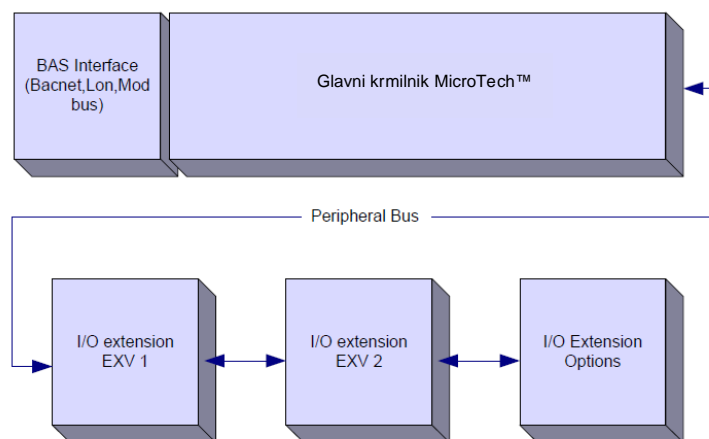 BAS Interface
(Bacnet,Lon,Mod
bus)
Glavni krmilnik MicroTech™
Peripheral Bus
I/O extension
EXV 1
I/O extension
EXV 2
I/O Extension
Options